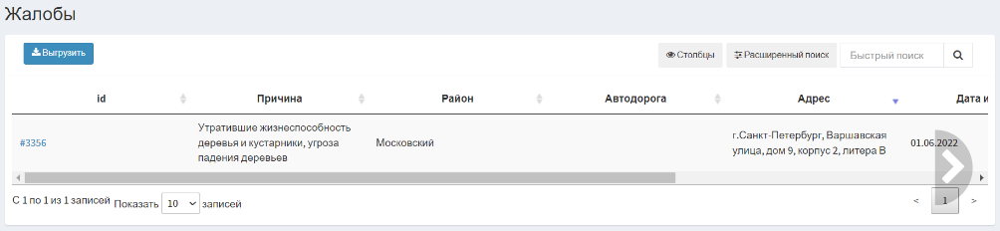 Жалобы
Выгрузить
Столбцы Расширенный поиск Быстрый поиск
id Причина Район Автодорога Адрес Дата и
Утратившие жизнеспособность
деревья и кустарники, угроза
падения деревьев
#3356
Московский
г.Санкт-Петербург, Варшавская
улица, дом 9, корпус 2, литера В
01.06.2022
С 1 по 1 из 1 записей Показать 10 записей < 1 >